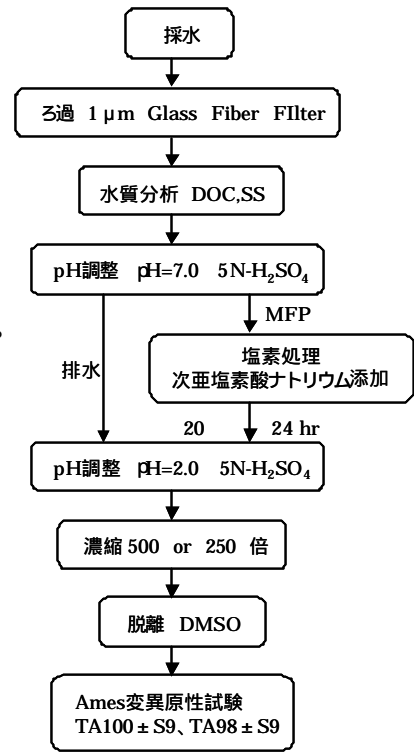 採水
ろ過 1μm Glass Fiber FIlter
水質分析 DOC,SS
pH調整 pH=7.0 5N-H₂SO₄
MFP
塩素処理
次亜塩素酸ナトリウム添加
排水
20 24 hr
pH調整 pH=2.0 5N-H₂SO₄
濃縮500 or 250 倍
脱離 DMSO
Ames変異原性試験
TA100±S9、TA98±S9